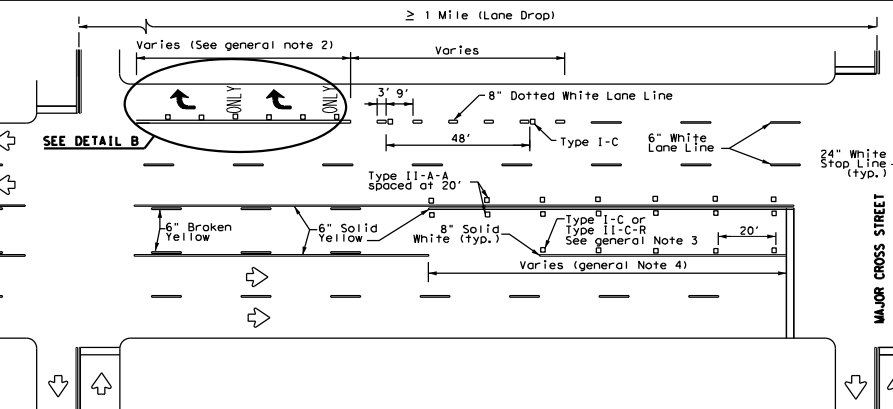 ≥ 1 Mile (Lane Drop)
Varies (See general note 2)
Varies
ONLY
ONLY
3' 9'
8" Dotted White Lane Line
SEE DETAIL B
48'
Type I-C
6" White
Lane Line
24" White
Stop Line
(typ.)
Type II-A-A
spaced at 20'
6" Broken
Yellow
6" Solid
Yellow
8" Solid
White (typ.)
Type I-C or
Type II-C-R
See general Note 3
20'
Varies (general Note 4)
MAJOR CROSS STREET